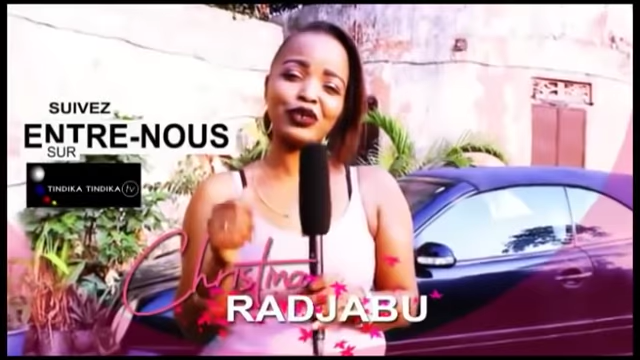 SUIVEZ
ENTRE-NOUS
SUR
TINDIKA TINDIKA tv
Christina
RADJABU